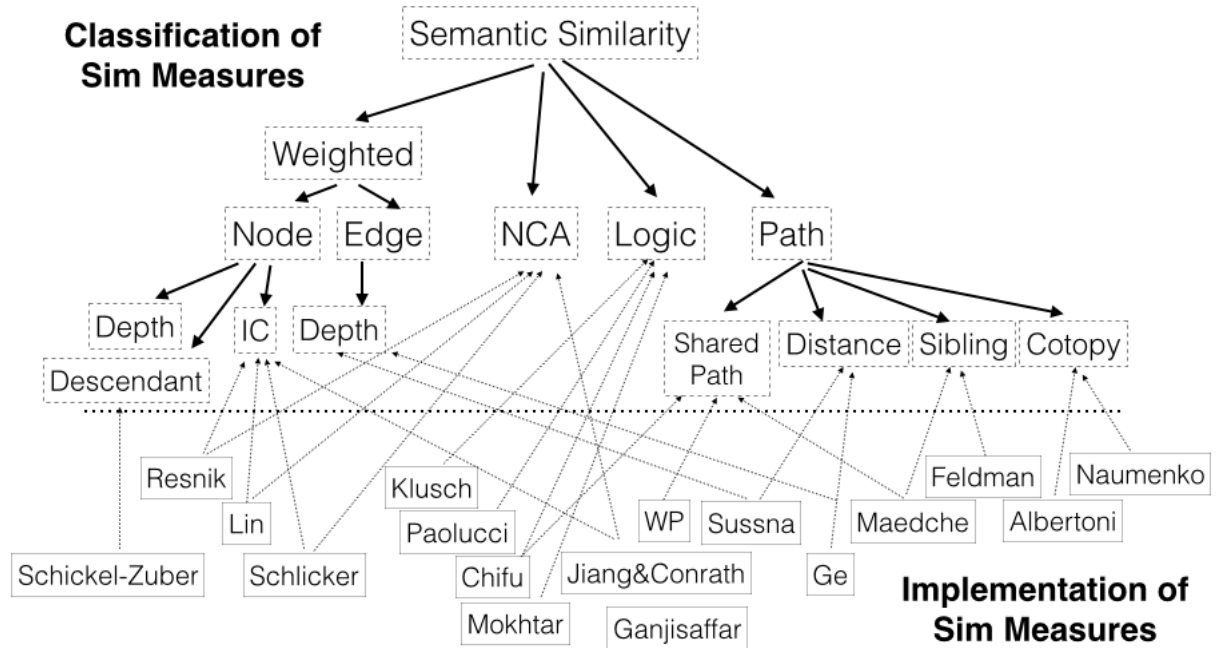 Classification of
Sim Measures
Semantic Similarity
Weighted
Node
Edge
NCA
Logic
Path
Depth
IC
Depth
Descendant
Shared
Path
Distance
Sibling
Cotopy
Resnik
Lin
Schickel-Zuber
Schlicker
Klusch
Paolucci
Chifu
Mokhtar
WP
Jiang&Conrath
Ganjisaffar
Sussna
Ge
Maedche
Feldman
Albertoni
Naumenko
Implementation of
Sim Measures